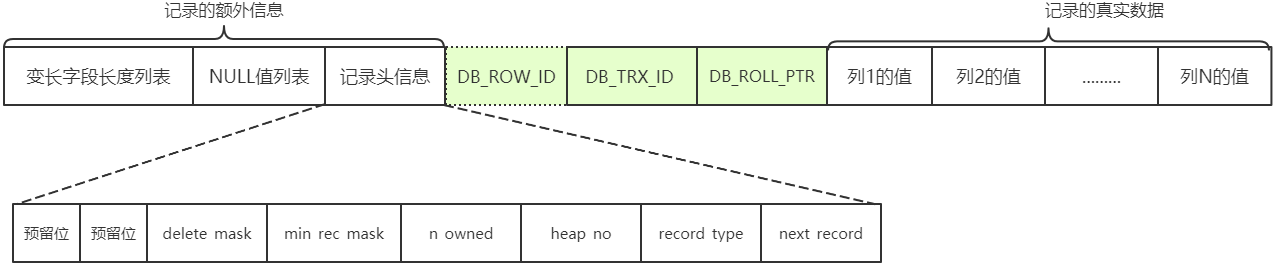 记录的额外信息
记录的真实数据
变长字段长度列表 NULL值列表 记录头信息 DB_ROW_ID DB_TRX_ID DB_ROLL_PTR 列1的值 列2的值 ……… 列N的值
预留位 预留位 delete mask min rec mask n owned heap no record type next record